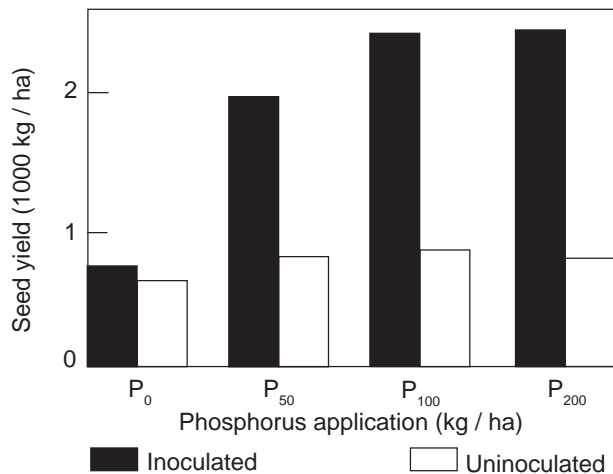 Seed yield (1000 kg / ha)
2
1
0
P₀ P₅₀ P₁₀₀ P₂₀₀
Phosphorus application (kg / ha)
Inoculated Uninoculated